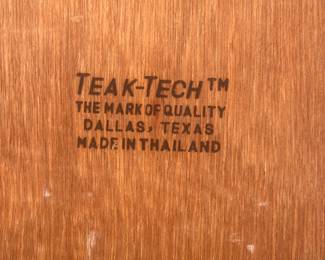 TEAK-TECH™
THE MARK OF QUALITY
DALLAS, TEXAS
MADE IN THAILAND